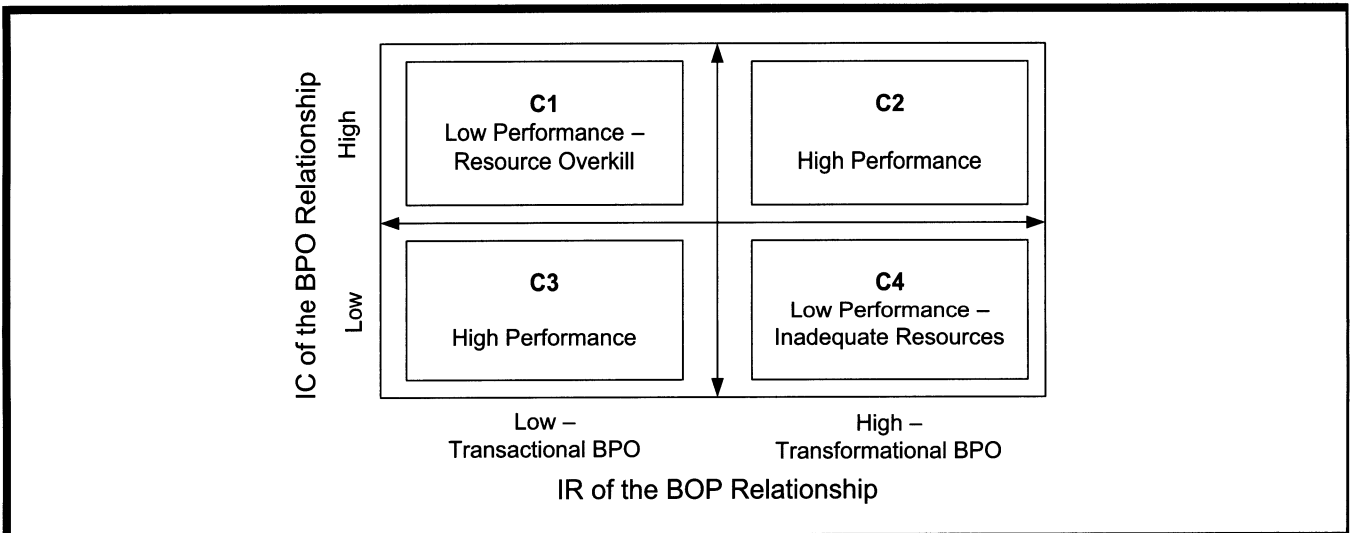 IC of the BPO Relationship
High
Low
C1
Low Performance –
Resource Overkill
C2
High Performance
C3
High Performance
C4
Low Performance –
Inadequate Resources
Low –
Transactional BPO
High –
Transformational BPO
IR of the BOP Relationship